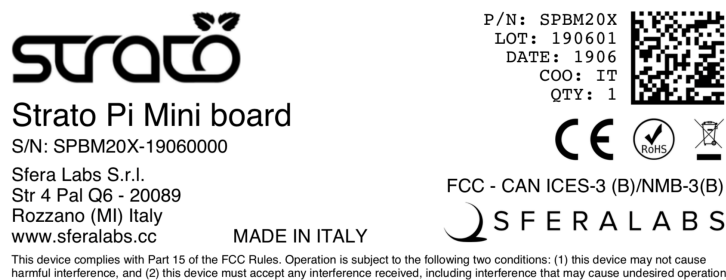 strato
Strato Pi Mini board
S/N: SPBM20X-19060000
Sfera Labs S.r.l.
Str 4 Pal Q6 - 20089
Rozzano (MI) Italy
www.sferalabs.cc
MADE IN ITALY
P/N: SPBM20X
LOT: 190601
DATE: 1906
COO: IT
QTY: 1
CE
RoHS
FCC - CAN ICES-3 (B)/NMB-3(B)
SFERALABS
This device complies with Part 15 of the FCC Rules. Operation is subject to the following two conditions: (1) this device may not cause
harmful interference, and (2) this device must accept any interference received, including interference that may cause undesired operation